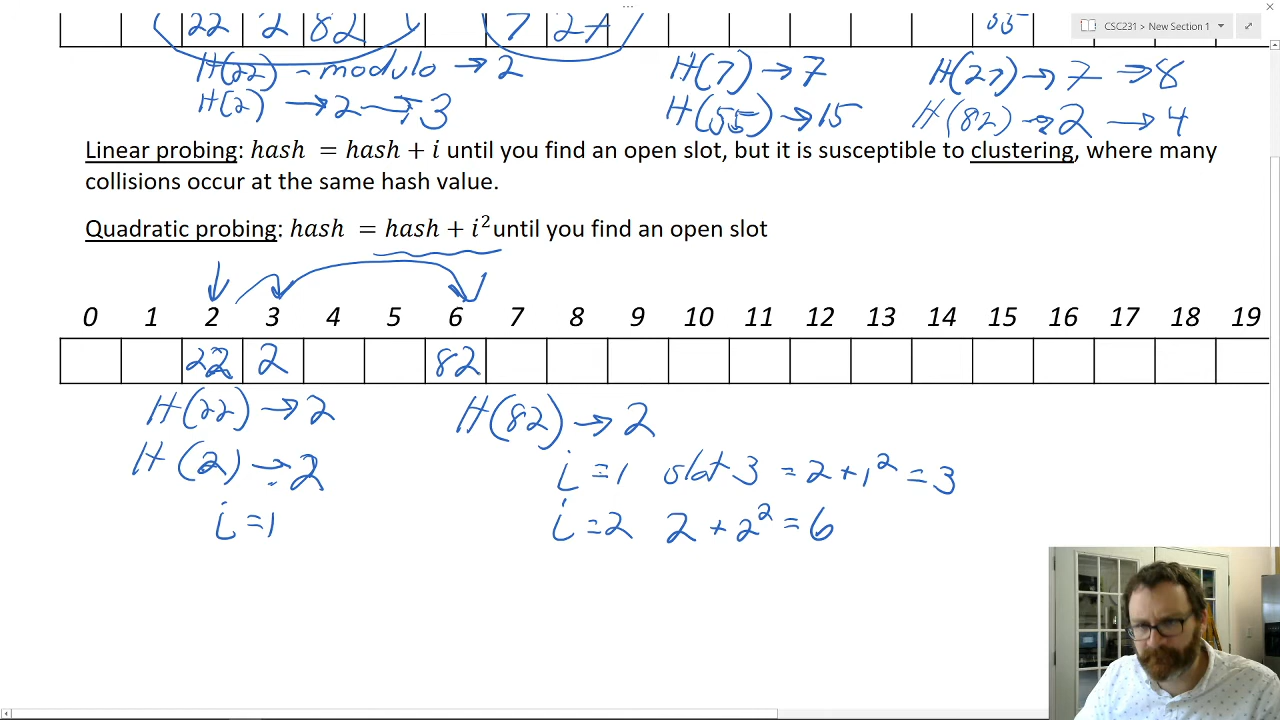 22 2 82 7 27 55
CSC231 > New Section 1
H(22) - modulo → 2 H(7) → 7 H(27) → 7 → 8
H(2) → 2 → 3 H(55) → 15 H(82) → 2 → 4
Linear probing: hash = hash + i until you find an open slot, but it is susceptible to clustering, where many
collisions occur at the same hash value.
Quadratic probing: hash = hash + i² until you find an open slot
0 1 2 3 4 5 6 7 8 9 10 11 12 13 14 15 16 17 18 19
22 2 82
H(22) → 2 H(82) → 2
H(2) → 2
i = 1 slot 3 = 2 + 1² = 3
i = 1 i = 2 2 + 2² = 6